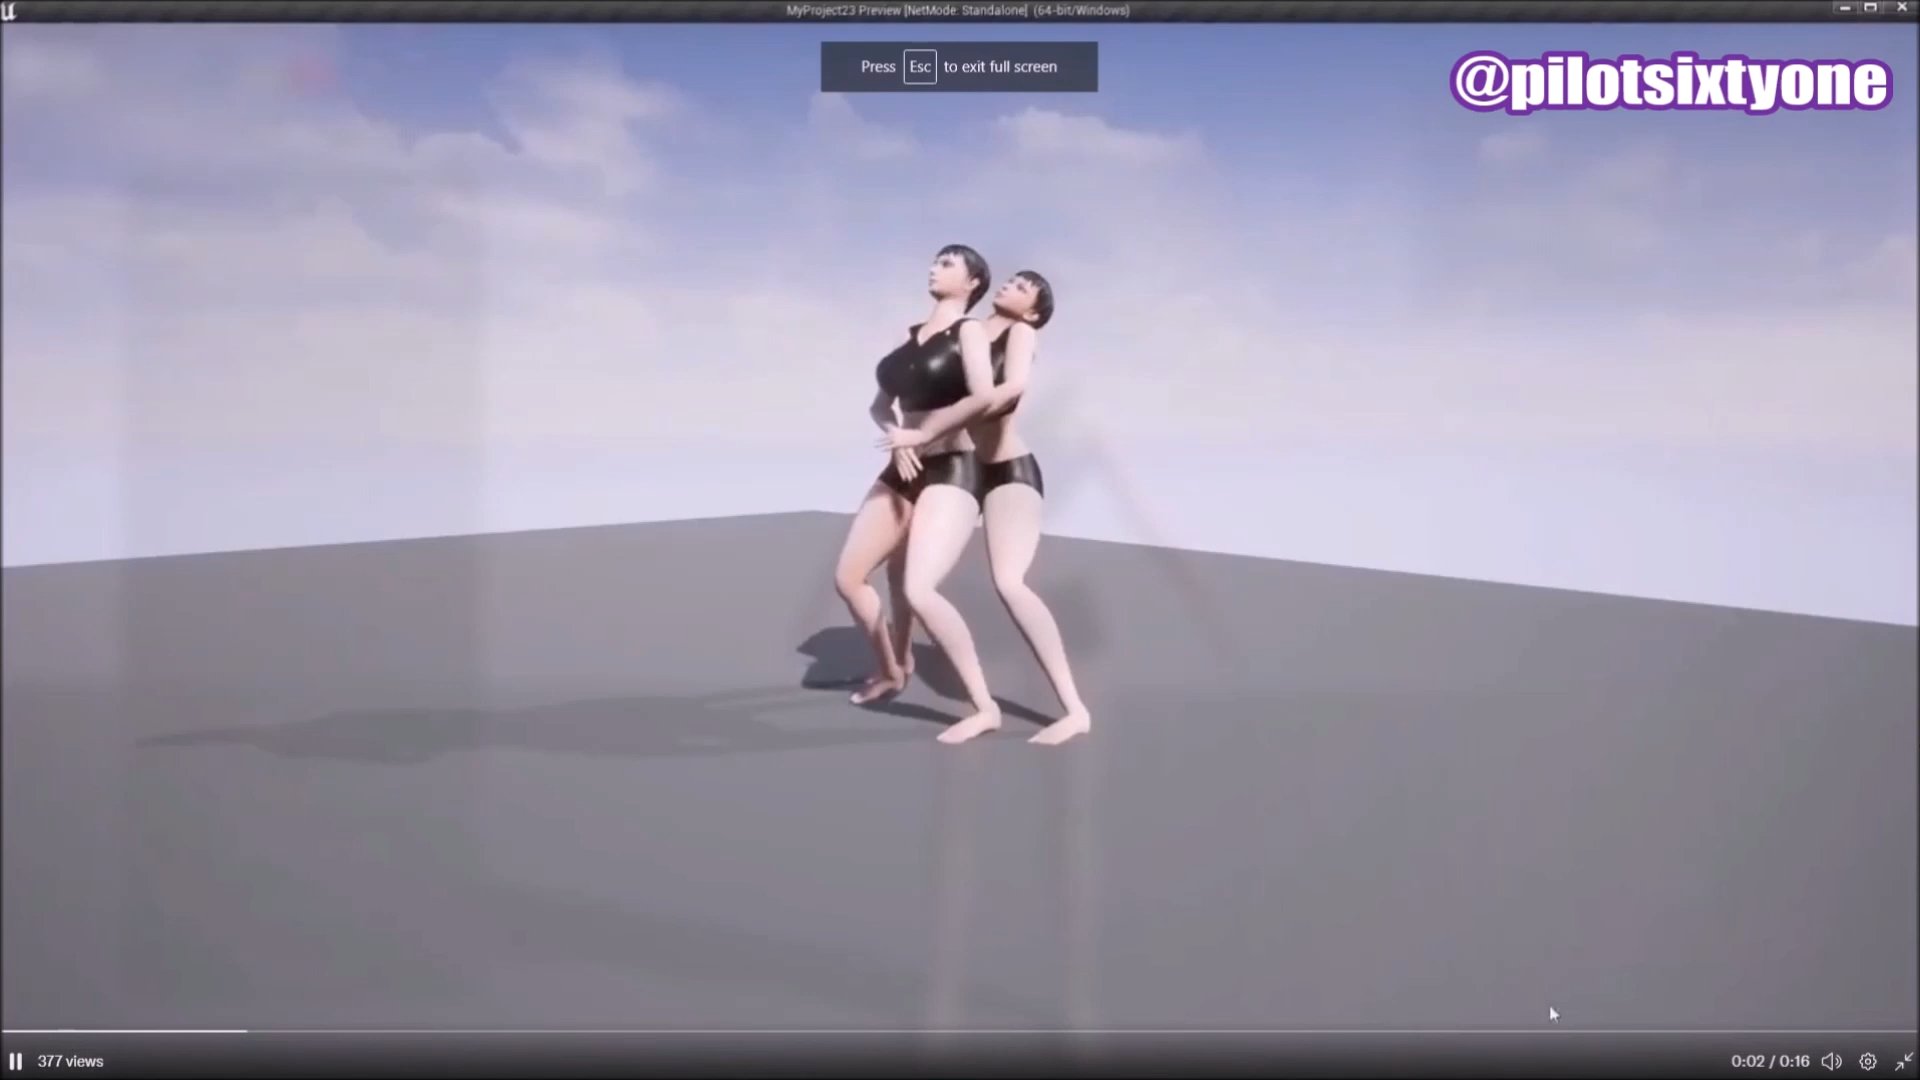 MyProject23 Preview [NetMode: Standalone] (64-bit/Windows)
Press Esc to exit full screen
@pilotsixtyone
377 views
0:02 / 0:16